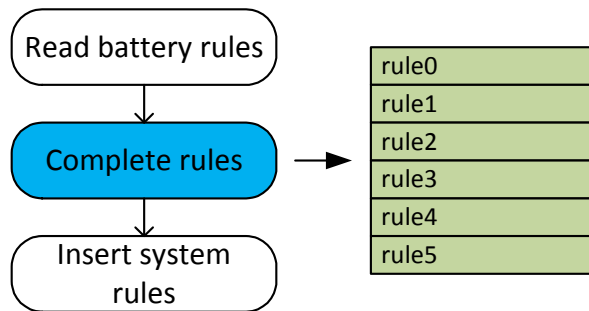 Read battery rules
Complete rules
Insert system
rules
rule0
rule1
rule2
rule3
rule4
rule5